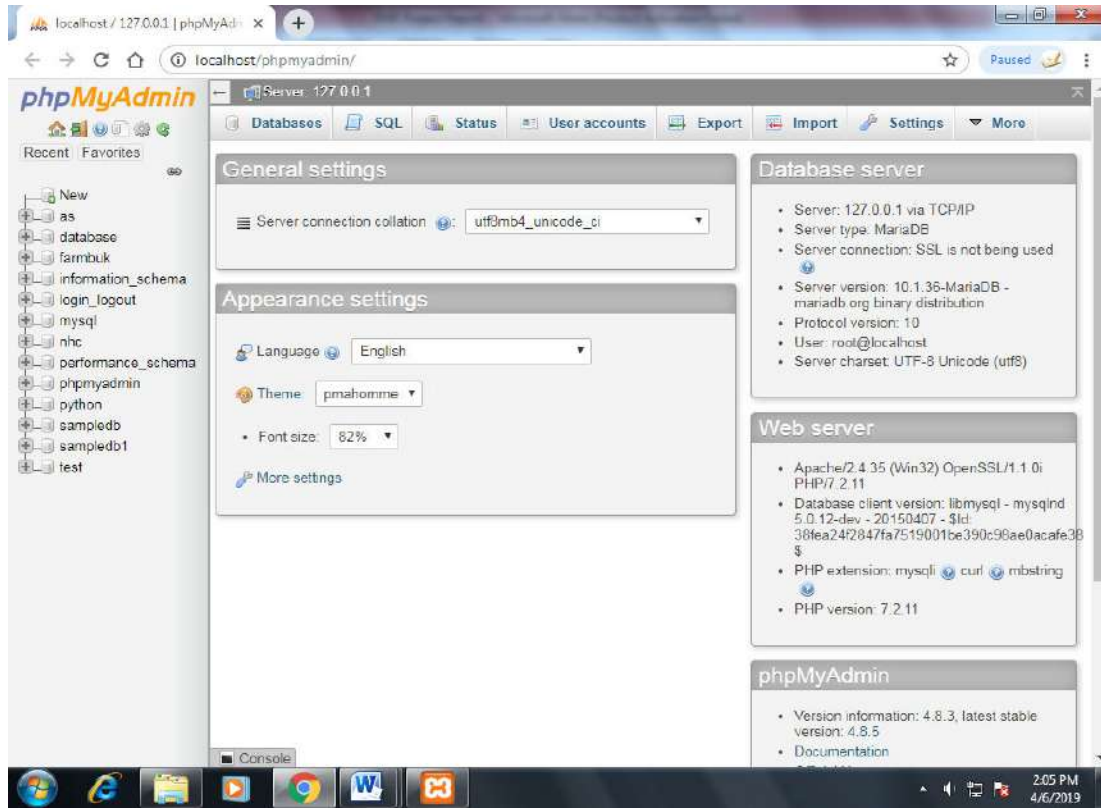 localhost / 127.0.0.1 | phpMyAdn
localhost/phpmyadmin/
Paused
phpMyAdmin
Recent Favorites
New
as
database
farmbuk
information_schema
login_logout
mysql
nhc
performance_schema
phpmyadmin
python
sampledb
sampledb1
test
Server: 127.0.0.1
Databases SQL Status User accounts Export Import Settings More
General settings
Server connection collation : utf8mb4_unicode_ci
Appearance settings
Language English
Theme: pmahomme
Font size: 82%
More settings
Database server
Server: 127.0.0.1 via TCP/IP
Server type: MariaDB
Server connection: SSL is not being used
Server version: 10.1.36-MariaDB -
mariadb.org binary distribution
Protocol version: 10
User: root@localhost
Server charset: UTF-8 Unicode (utf8)
Web server
Apache/2.4.35 (Win32) OpenSSL/1.1.0i
PHP/7.2.11
Database client version: libmysql - mysqlnd
5.0.12-dev - 20150407 - $Id:
38fea24f2847fa7519001be390c98ae0acafe38
$
PHP extension: mysqli curl mbstring
PHP version: 7.2.11
phpMyAdmin
Version information: 4.8.3, latest stable
version: 4.8.5
Documentation
Console
2:05 PM
4/6/2019